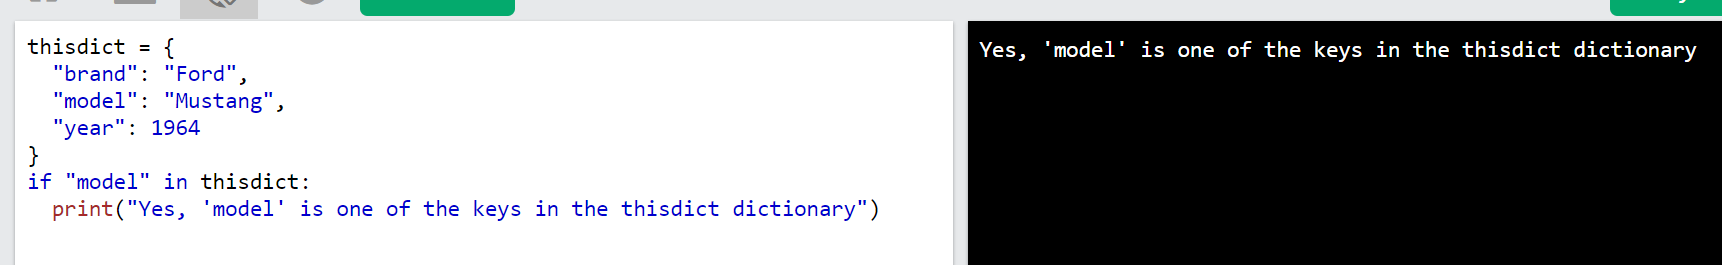 thisdict = {
  "brand": "Ford",
  "model": "Mustang",
  "year": 1964
}
if "model" in thisdict:
  print("Yes, 'model' is one of the keys in the thisdict dictionary")
Yes, 'model' is one of the keys in the thisdict dictionary